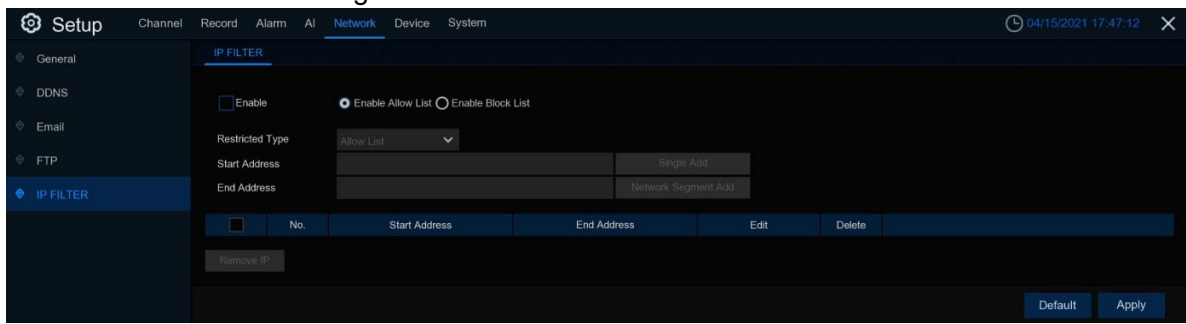 Setup Channel Record Alarm AI Network Device System 04/15/2021 17:47:12
General
DDNS
Email
FTP
IP FILTER
IP FILTER
Enable Enable Allow List Enable Block List
Restricted Type Allow List
Start Address Single Add
End Address Network Segment Add
No. Start Address End Address Edit Delete
Remove IP
Default Apply